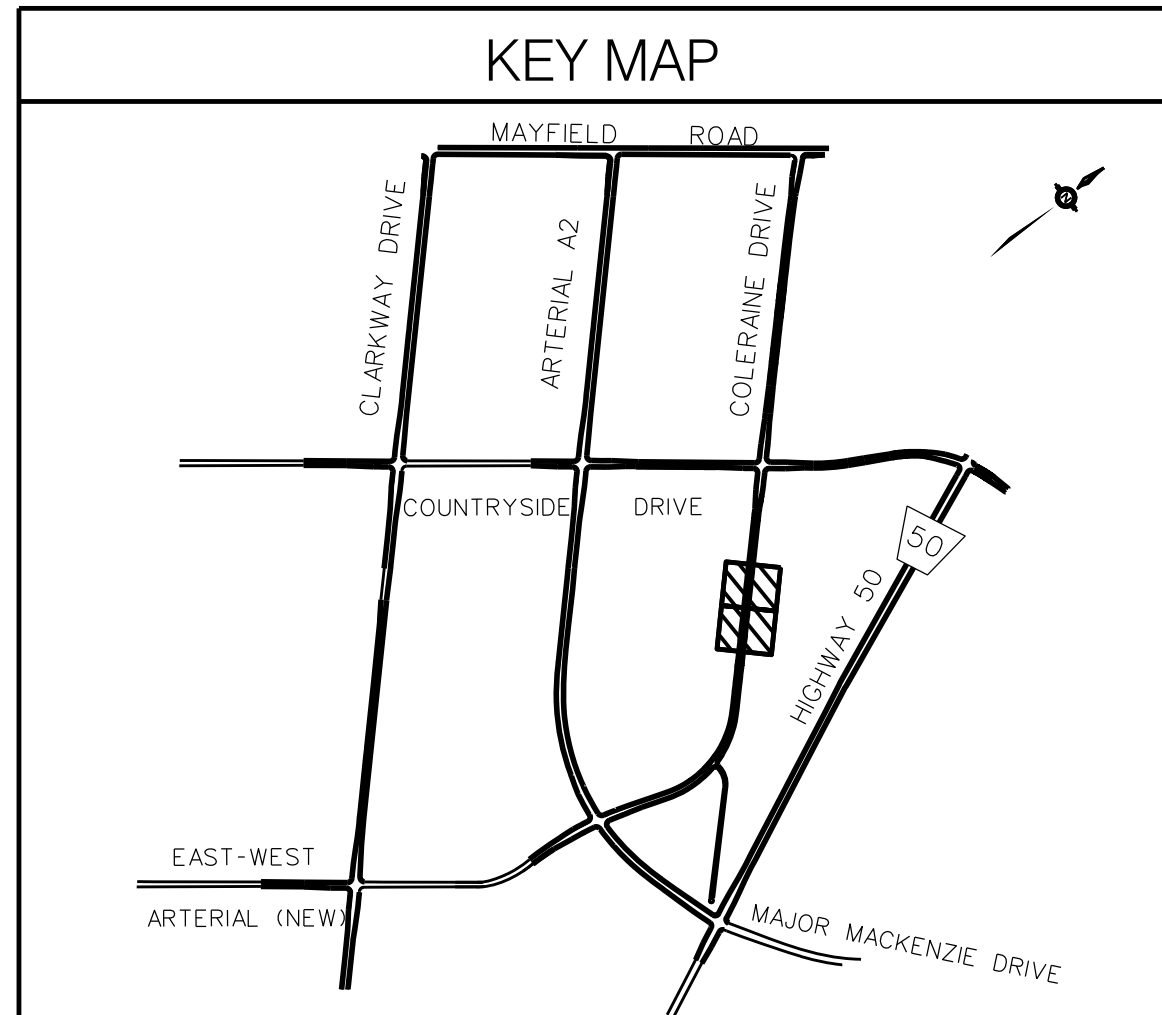 KEY MAP
MAYFIELD ROAD
CLARKWAY DRIVE
ARTERIAL A2
COLERAINE DRIVE
N
COUNTRYSIDE DRIVE
50
HIGHWAY 50
EAST-WEST
ARTERIAL (NEW)
MAJOR MACKENZIE DRIVE